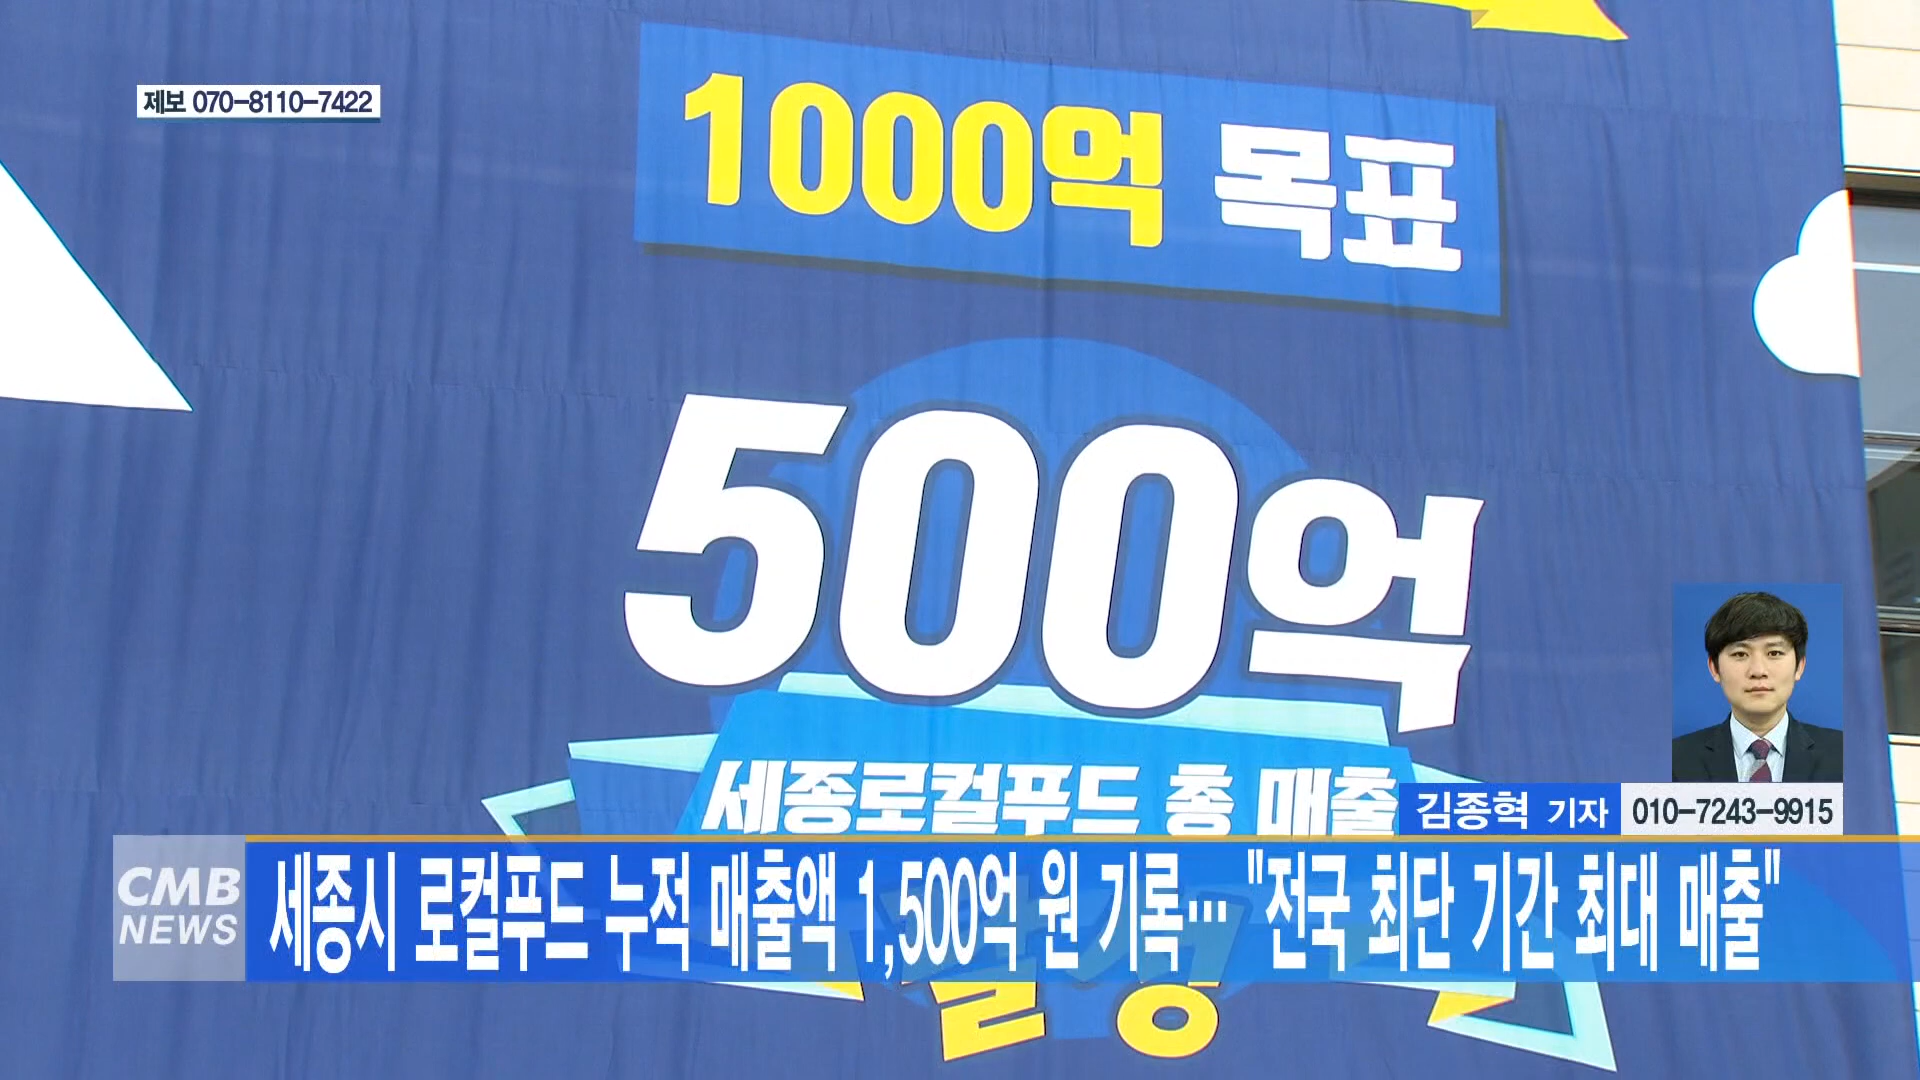 제보 070-8110-7422
1000억 목표
500억
세종로컬푸드 총 매출
김종혁 기자 010-7243-9915
CMB
NEWS
세종시 로컬푸드 누적 매출액 1,500억 원 기록… "전국 최단 기간 최대 매출"
달성